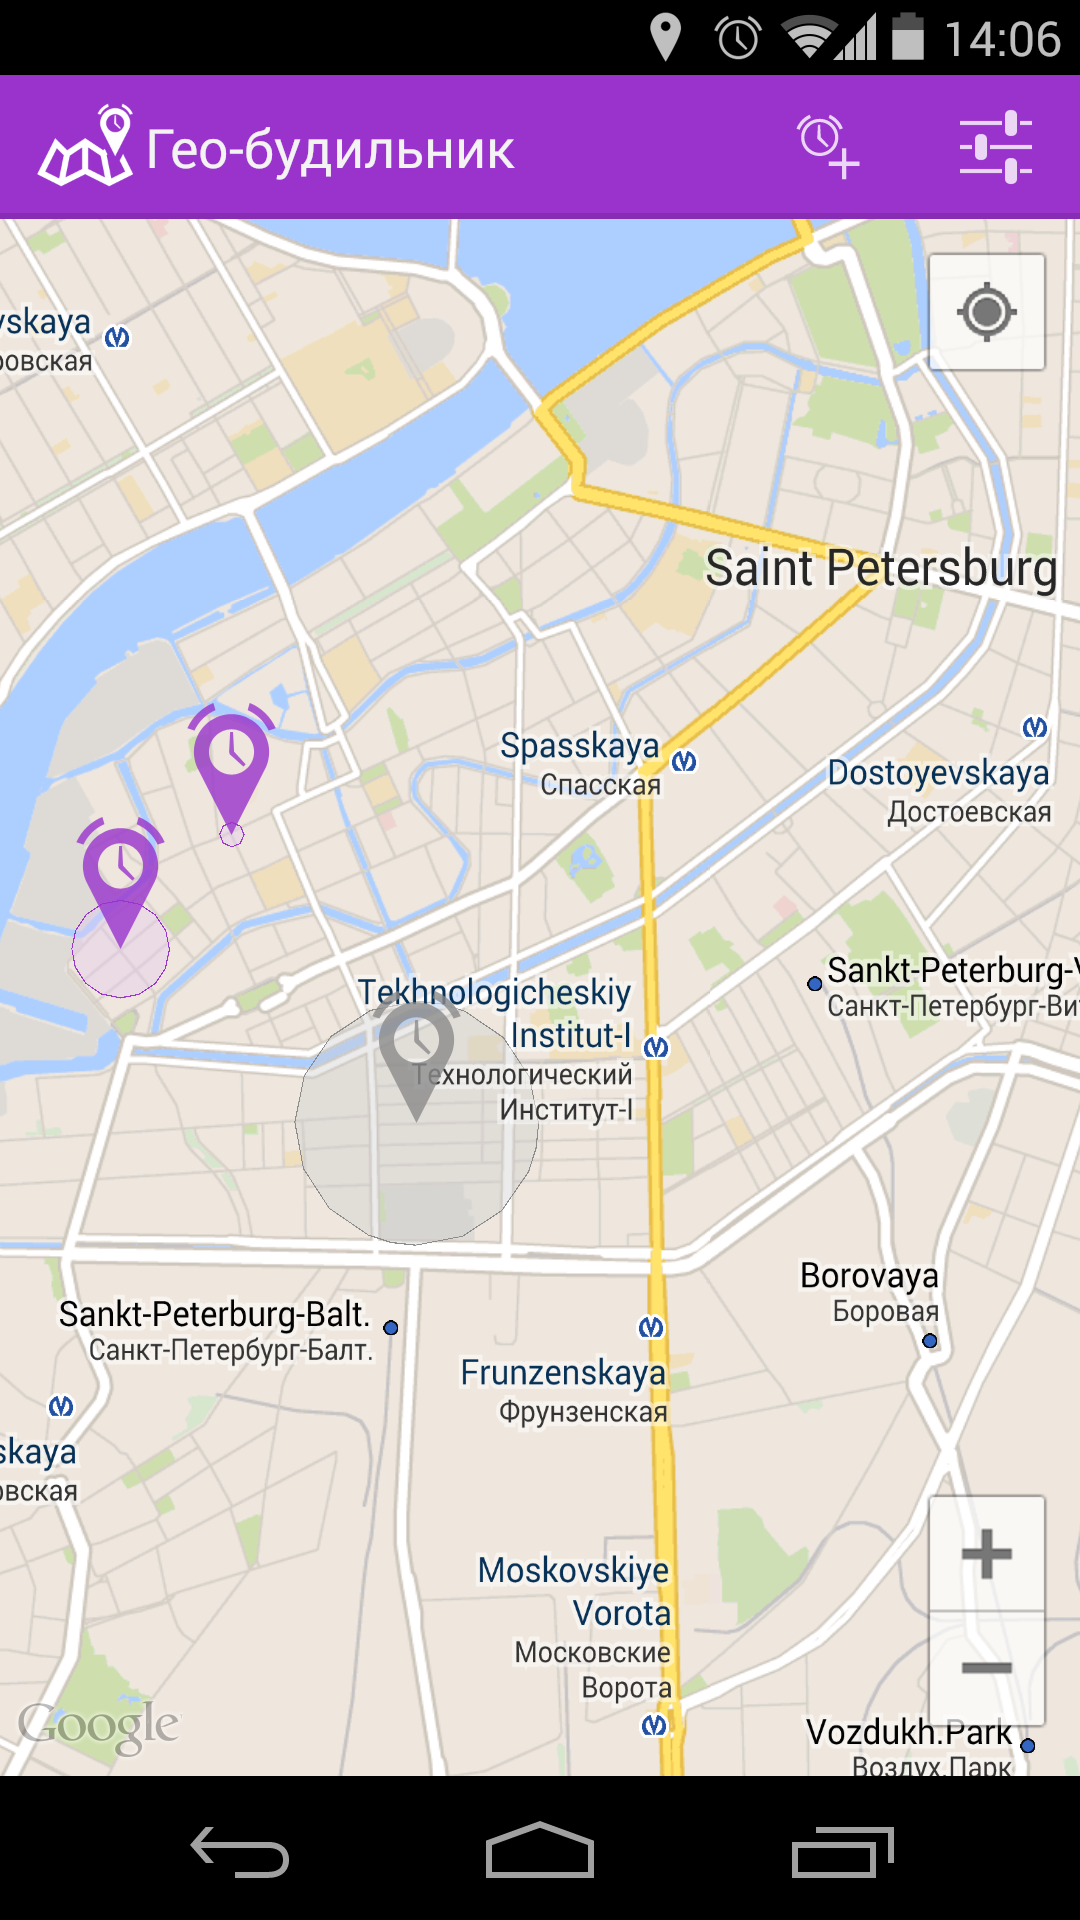 14:06
Гео-будильник
vskaya
овская
Saint Petersburg
Spasskaya
Спасская
Dostoyevskaya
Достоевская
Tekhnologicheskiy
Institut-I
Технологический
Институт-I
Sankt-Peterburg-V
Санкт-Петербург-Вит
Borovaya
Боровая
Sankt-Peterburg-Balt.
Санкт-Петербург-Балт.
Frunzenskaya
Фрунзенская
skaya
овская
Moskovskiye
Vorota
Московские
Ворота
Google
Vozdukh.Park
Воздух.Парк